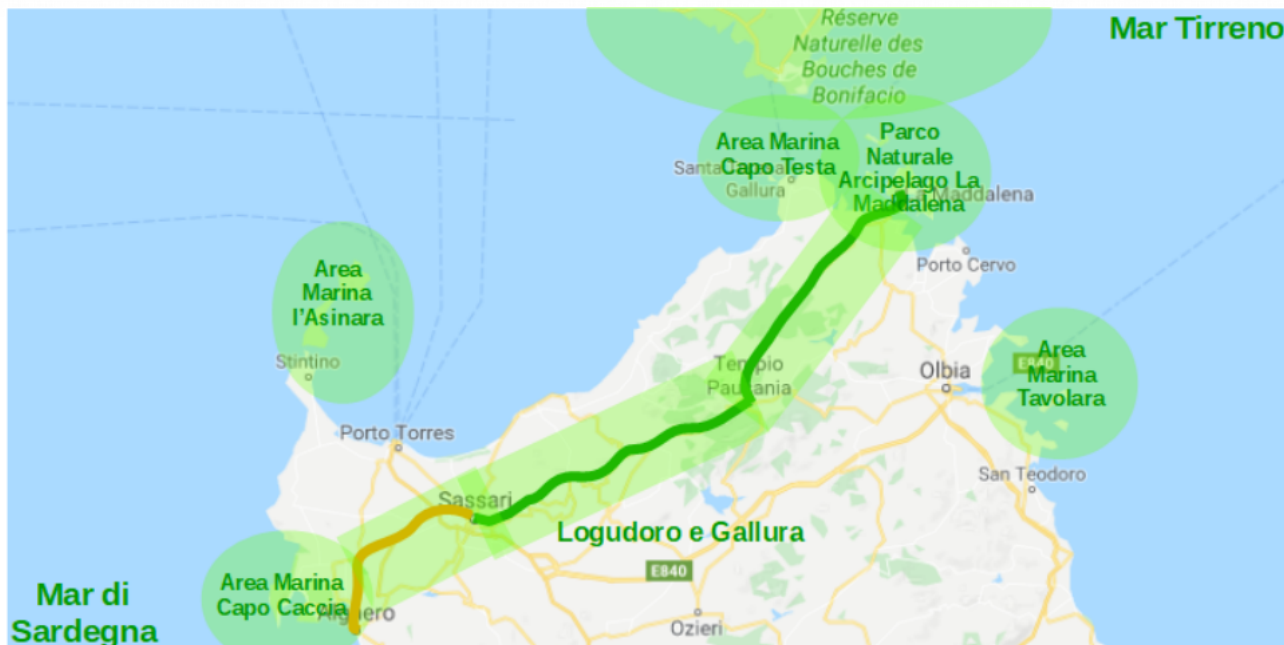 Réserve
Naturelle des
Bouches de
Bonifacio
Mar Tirreno
Area Marina
Capo Testa
Santa
Gallura
Parco
Naturale
Arcipelago La
Maddalena
Maddalena
Porto Cervo
Area
Marina
l'Asinara
Stintino
Tempio
Pausania
Olbia
E840
Area
Marina
Tavolara
Porto Torres
San Teodoro
Sassari
Logudoro e Gallura
E840
Area Marina
Capo Caccia
Alghero
Ozieri
Mar di
Sardegna